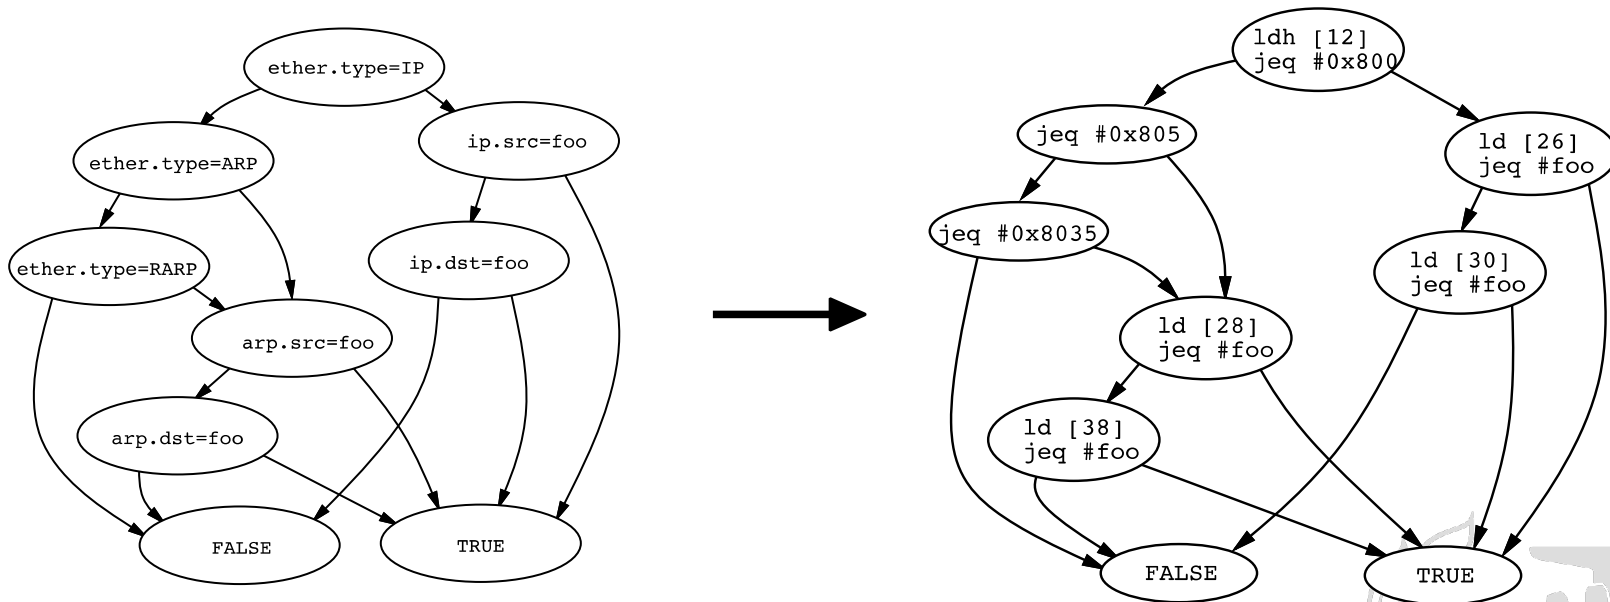 ether.type=IP
ip.src=foo
ether.type=ARP
ip.dst=foo
ether.type=RARP
arp.src=foo
arp.dst=foo
FALSE
TRUE
ldh [12]
jeq #0x800
jeq #0x805
ld [26]
jeq #foo
jeq #0x8035
ld [30]
jeq #foo
ld [28]
jeq #foo
ld [38]
jeq #foo
FALSE
TRUE